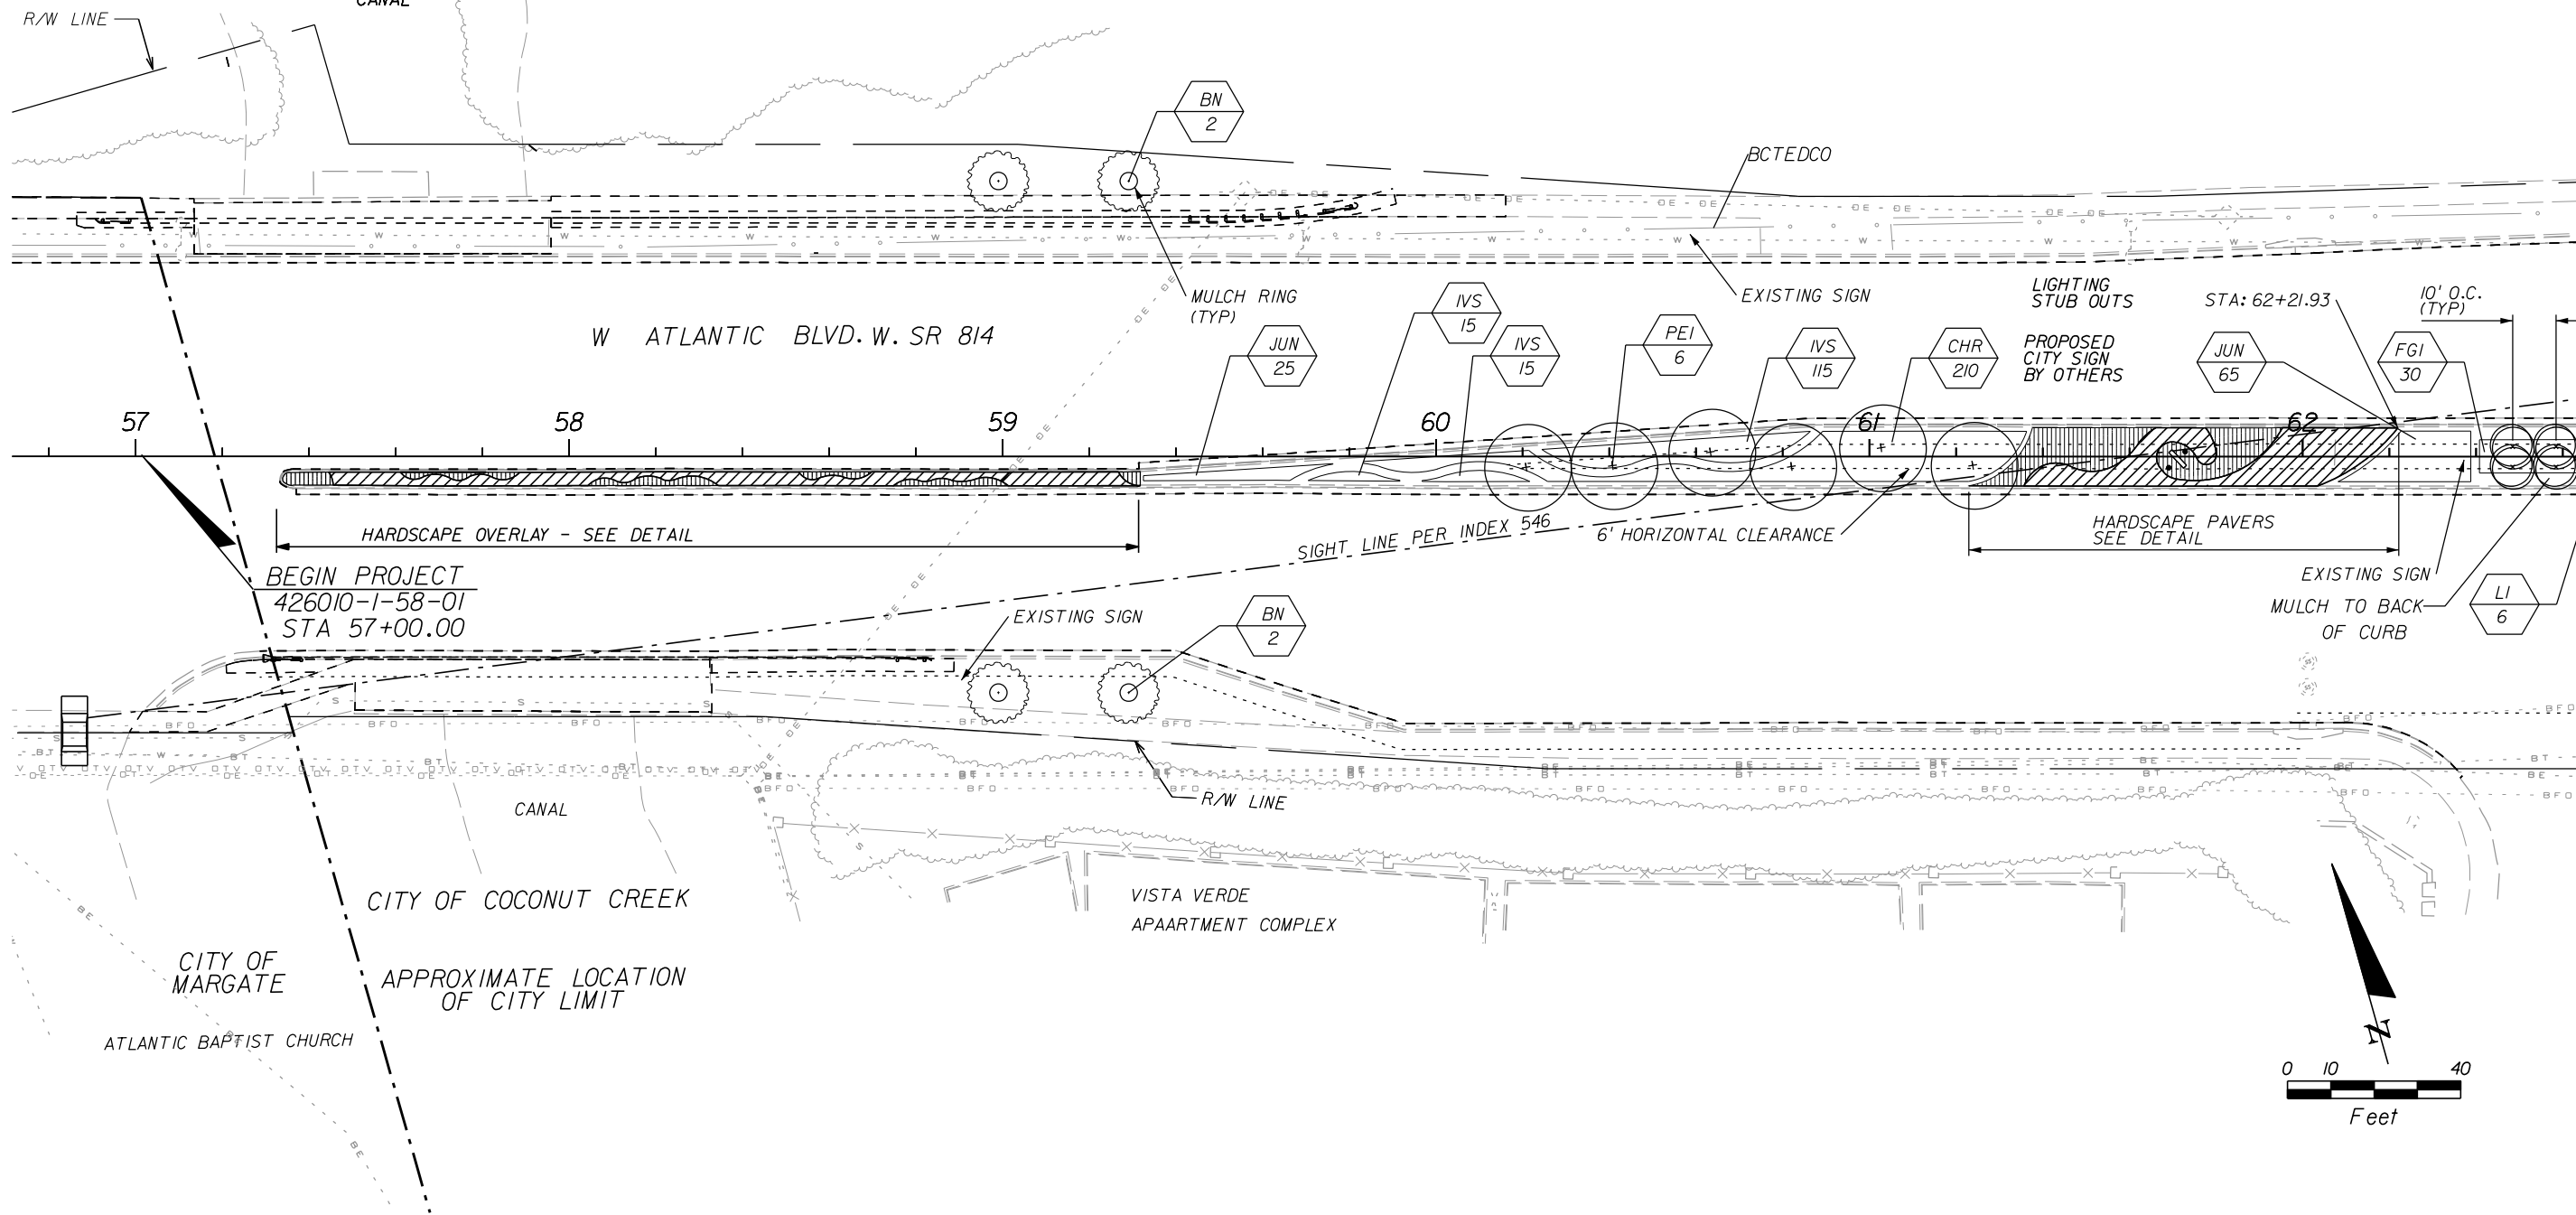 CANAL
R/W LINE
BN
2
BCTEDCO
MULCH RING
(TYP)
EXISTING SIGN
LIGHTING
STUB OUTS
STA: 62+21.93
10' O.C.
(TYP)
W ATLANTIC BLVD. W. SR 814
JUN
25
IVS
15
IVS
15
PE1
6
IVS
115
CHR
210
PROPOSED
CITY SIGN
BY OTHERS
JUN
65
FG1
30
57
58
59
60
61
62
HARDSCAPE OVERLAY - SEE DETAIL
SIGHT LINE PER INDEX 546
6' HORIZONTAL CLEARANCE
HARDSCAPE PAVERS
SEE DETAIL
BEGIN PROJECT
426010-1-58-01
STA 57+00.00
EXISTING SIGN
BN
2
EXISTING SIGN
MULCH TO BACK
OF CURB
LI
6
R/W LINE
CANAL
CITY OF COCONUT CREEK
VISTA VERDE
APAARTMENT COMPLEX
CITY OF
MARGATE
APPROXIMATE LOCATION
OF CITY LIMIT
ATLANTIC BAPTIST CHURCH
N
0 10 40
Feet